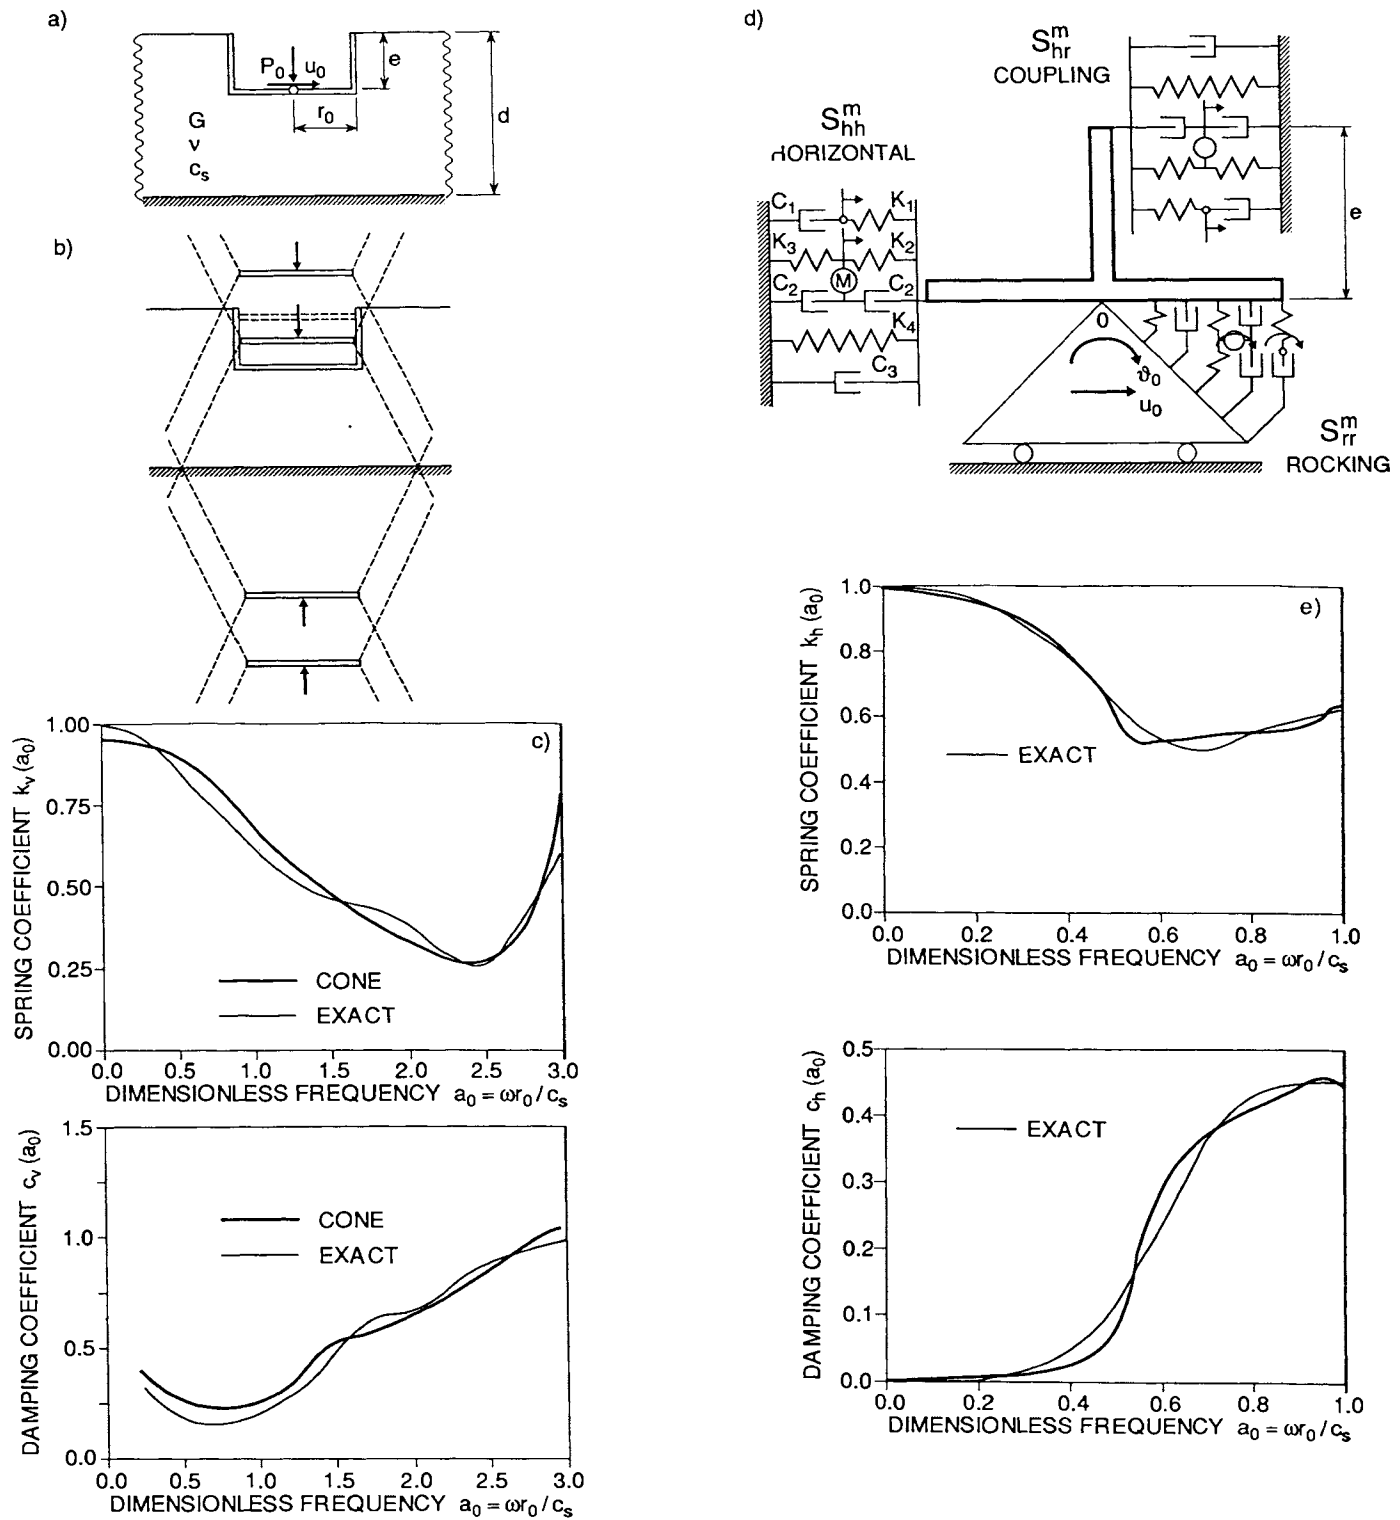 a)
P₀ u₀
e
r₀
d
G
ν
cₛ
b)
c)
SPRING COEFFICIENT kᵥ(a₀)
1.00
0.75
0.50
0.25
0.00
CONE
EXACT
0.0 0.5 1.0 1.5 2.0 2.5 3.0
DIMENSIONLESS FREQUENCY a₀ = ωr₀/cₛ
DAMPING COEFFICIENT cᵥ(a₀)
1.5
1.0
0.5
0.0
CONE
EXACT
0.0 0.5 1.0 1.5 2.0 2.5 3.0
DIMENSIONLESS FREQUENCY a₀ = ωr₀/cₛ
d)
Sᵐₕᵣ
COUPLING
Sᵐₕₕ
HORIZONTAL
C₁ K₁
K₃ K₂
M
C₂ C₂
K₄
C₃
e
0
ϑ₀
u₀
Sᵐᵣᵣ
ROCKING
e)
SPRING COEFFICIENT kₕ(a₀)
1.0
0.8
0.6
0.4
0.2
0.0
EXACT
0.0 0.2 0.4 0.6 0.8 1.0
DIMENSIONLESS FREQUENCY a₀ = ωr₀/cₛ
DAMPING COEFFICIENT cₕ(a₀)
0.5
0.4
0.3
0.2
0.1
0.0
EXACT
0.0 0.2 0.4 0.6 0.8 1.0
DIMENSIONLESS FREQUENCY a₀ = ωr₀/cₛ